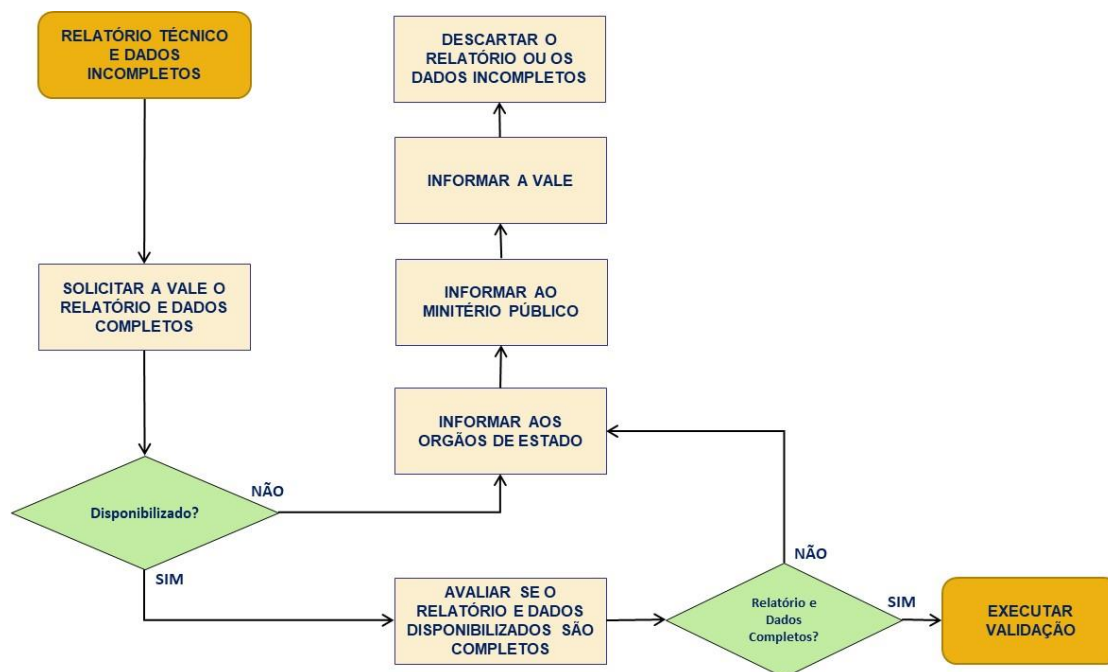 RELATÓRIO TÉCNICO
E DADOS
INCOMPLETOS
DESCARTAR O
RELATÓRIO OU OS
DADOS INCOMPLETOS
INFORMAR A VALE
SOLICITAR A VALE O
RELATÓRIO E DADOS
COMPLETOS
INFORMAR AO
MINITÉRIO PÚBLICO
INFORMAR AOS
ORGÃOS DE ESTADO
Disponibilizado?
NÃO
SIM
AVALIAR SE O
RELATÓRIO E DADOS
DISPONIBILIZADOS SÃO
COMPLETOS
Relatório e
Dados
Completos?
NÃO
SIM
EXECUTAR
VALIDAÇÃO